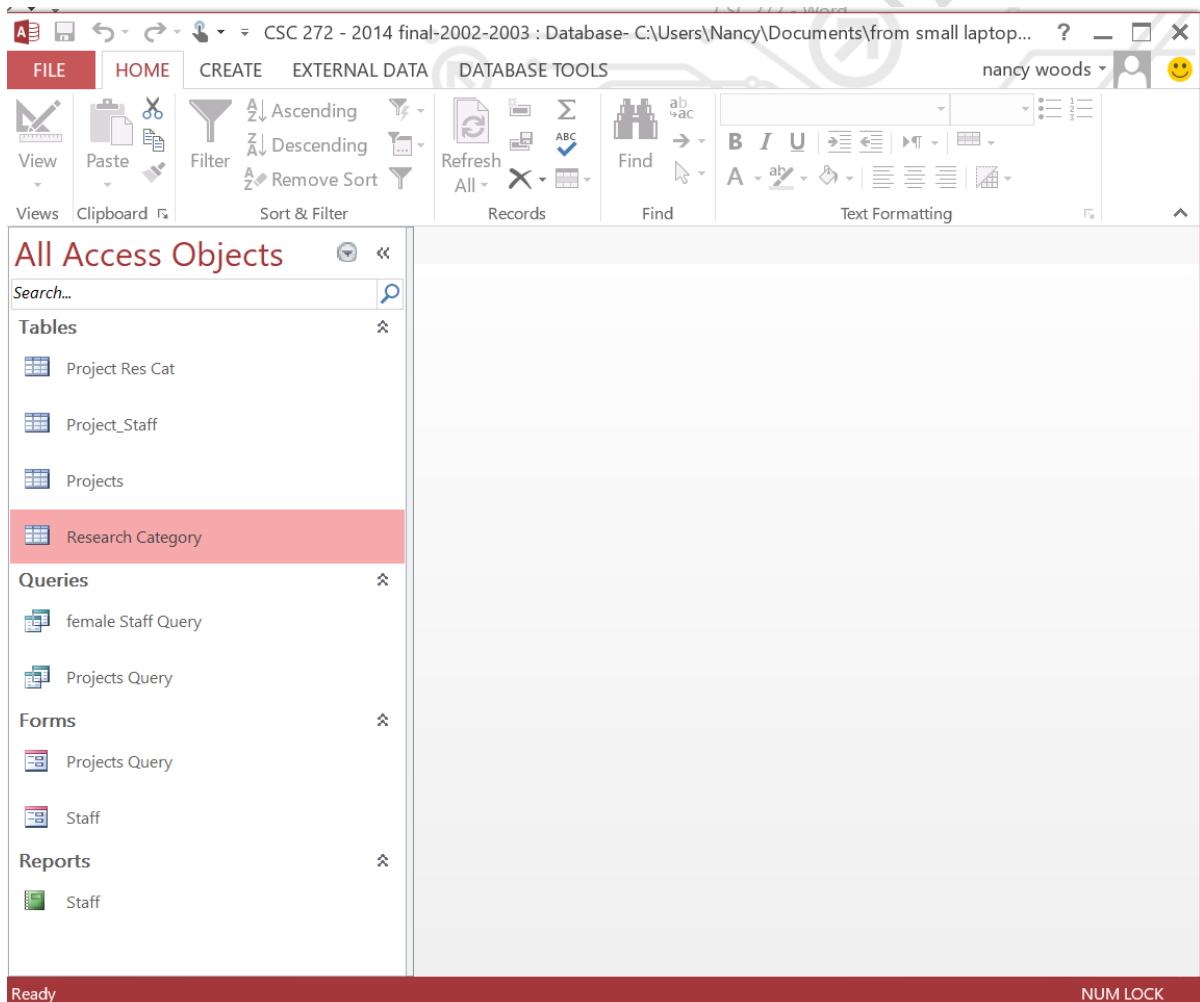 CSC 272 - Word
CSC 272 - 2014 final-2002-2003 : Database- C:\Users\Nancy\Documents\from small laptop... ?
FILE HOME CREATE EXTERNAL DATA DATABASE TOOLS nancy woods
View Paste Filter Ascending Descending Remove Sort Refresh All Find
Views Clipboard Sort & Filter Records Find Text Formatting
All Access Objects
Search...
Tables
Project Res Cat
Project_Staff
Projects
Research Category
Queries
female Staff Query
Projects Query
Forms
Projects Query
Staff
Reports
Staff
Ready NUM LOCK